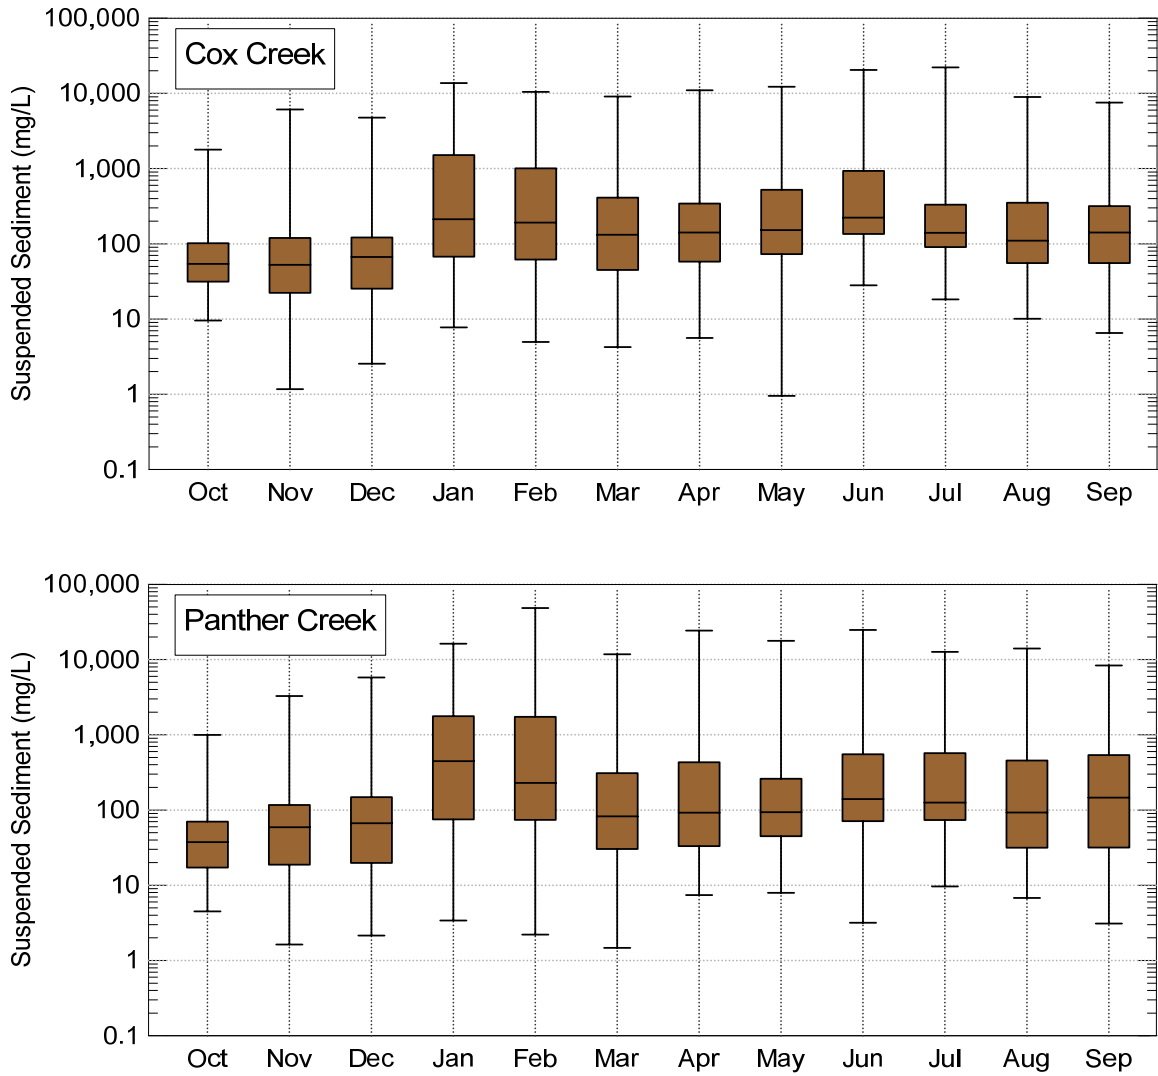 Cox Creek
Suspended Sediment (mg/L)
100,000
10,000
1,000
100
10
1
0.1
Oct Nov Dec Jan Feb Mar Apr May Jun Jul Aug Sep
Panther Creek
Suspended Sediment (mg/L)
100,000
10,000
1,000
100
10
1
0.1
Oct Nov Dec Jan Feb Mar Apr May Jun Jul Aug Sep